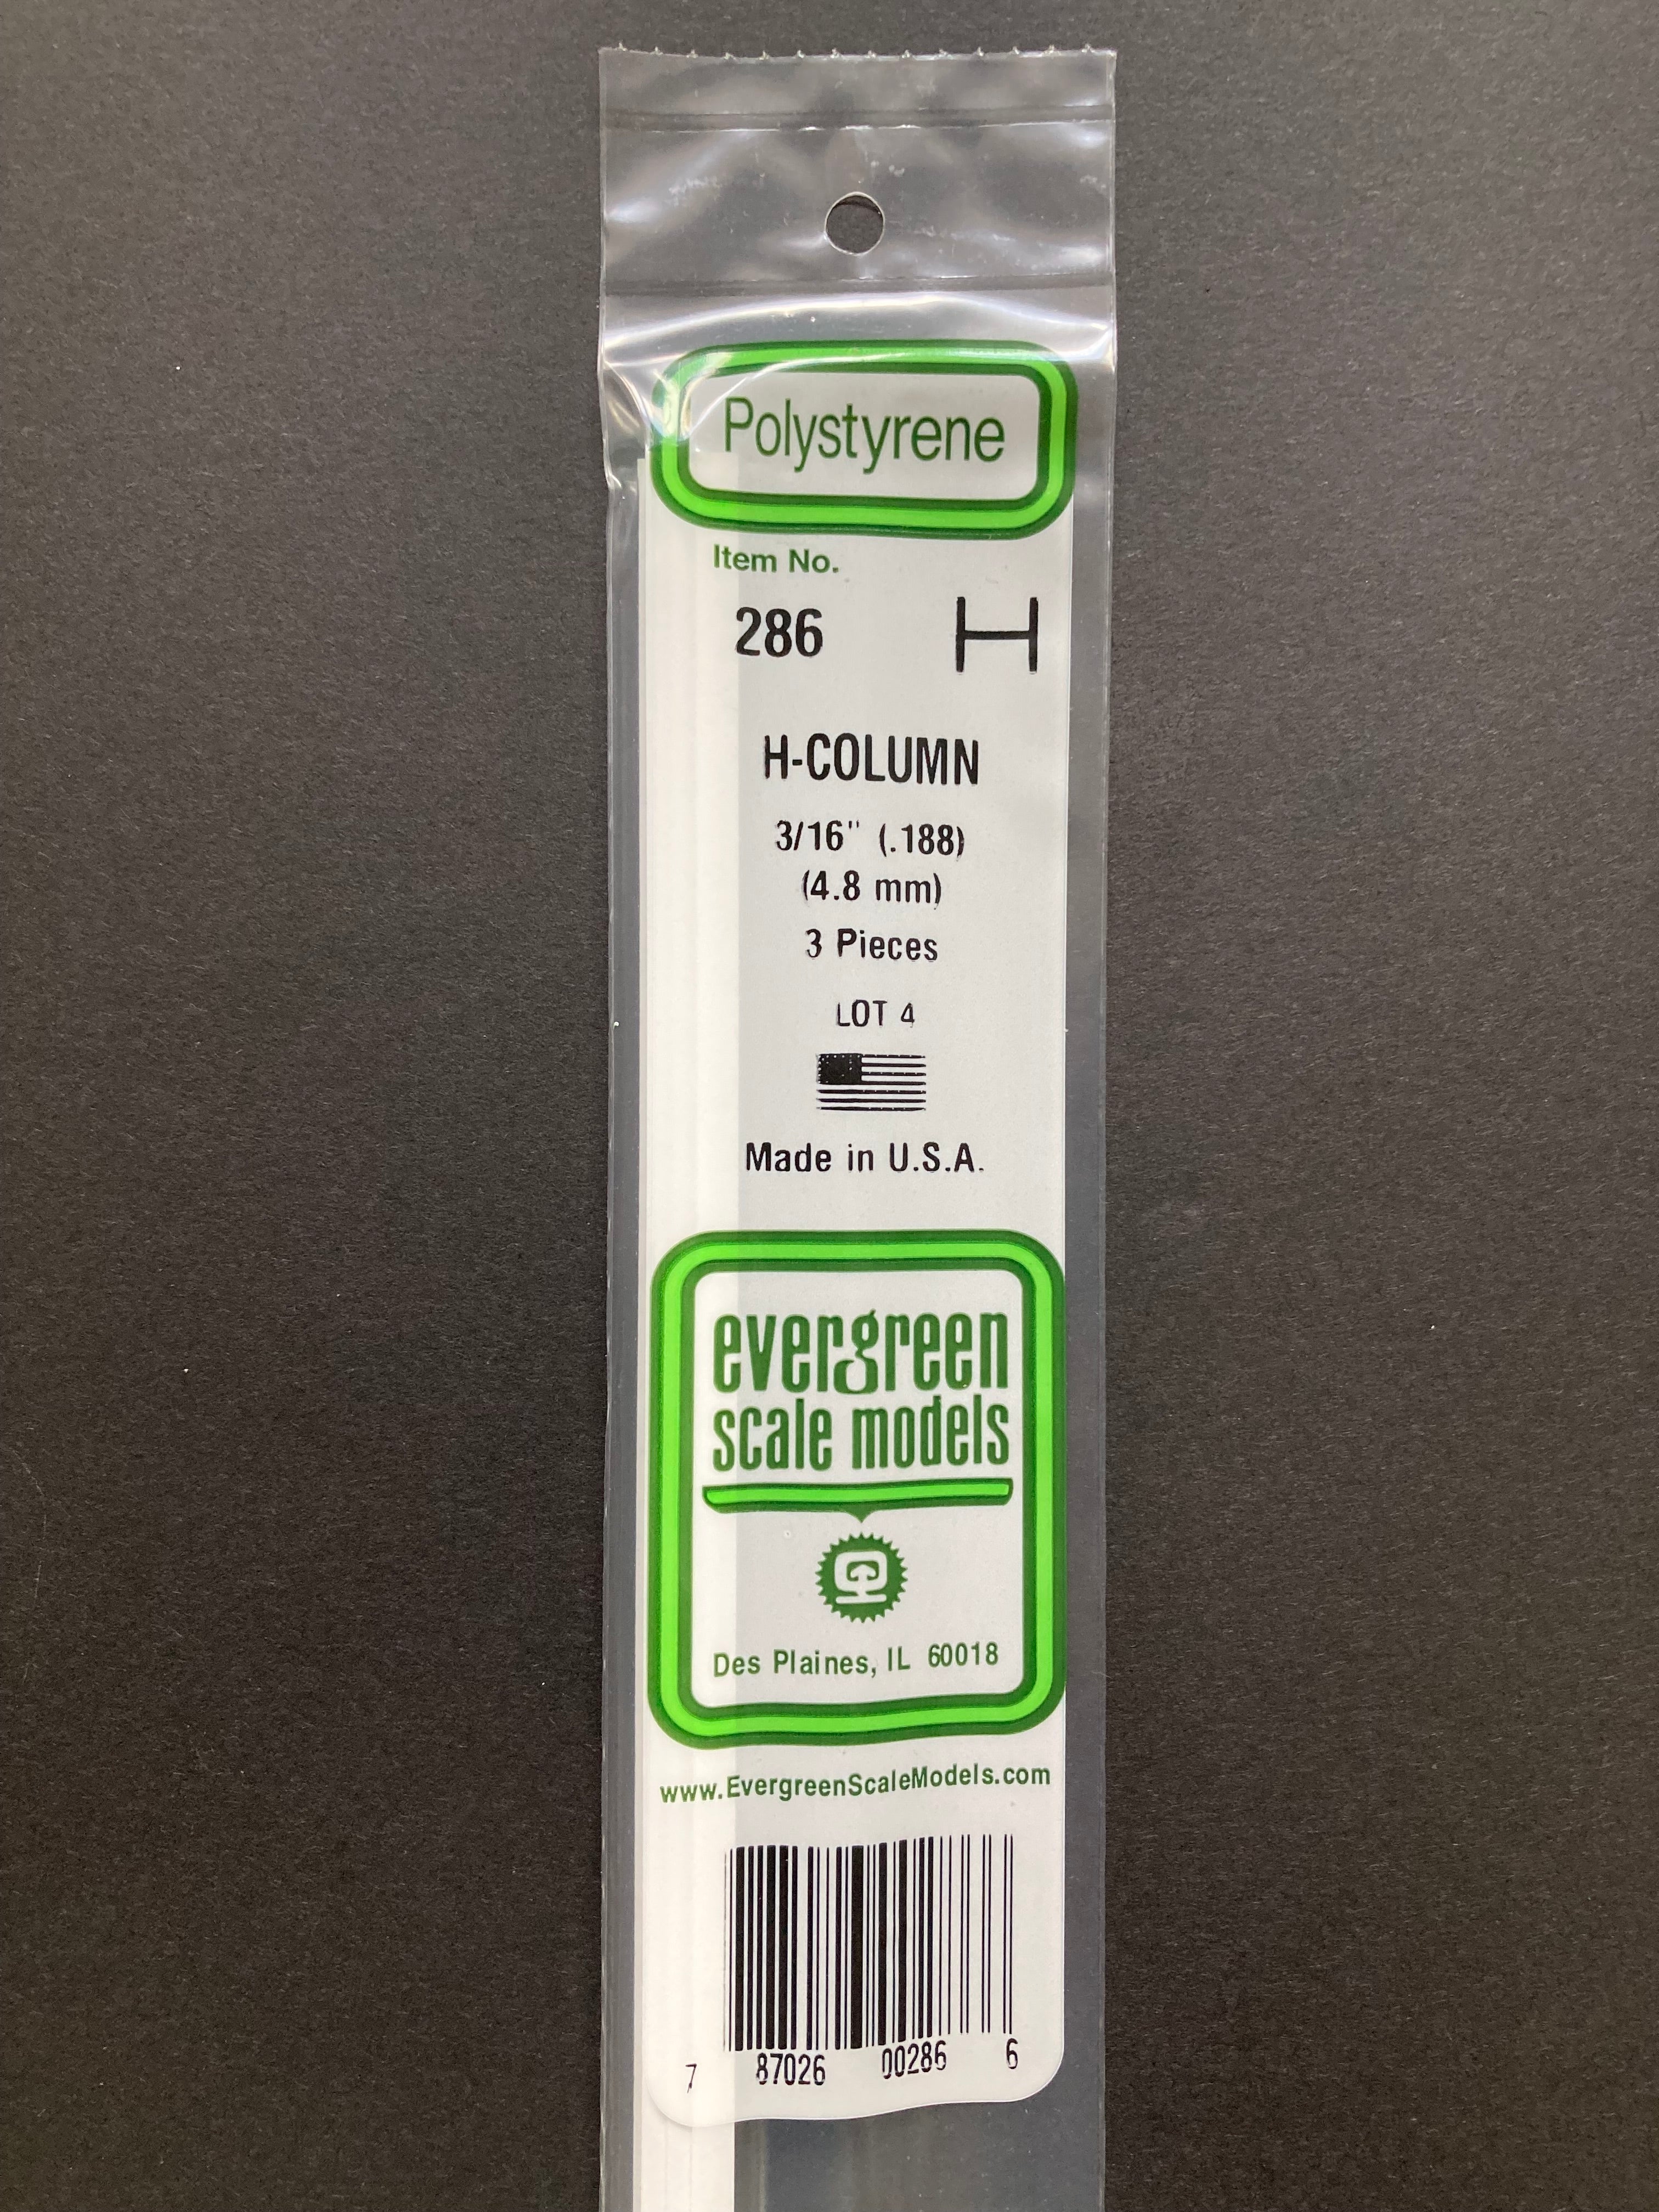 Polystyrene
Item No.
286
H-COLUMN
3/16" (.188)
(4.8 mm)
3 Pieces
LOT 4
Made in U.S.A.
evergreen
scale models
Des Plaines, IL 60018
www.EvergreenScaleModels.com
7 87026 00286 6